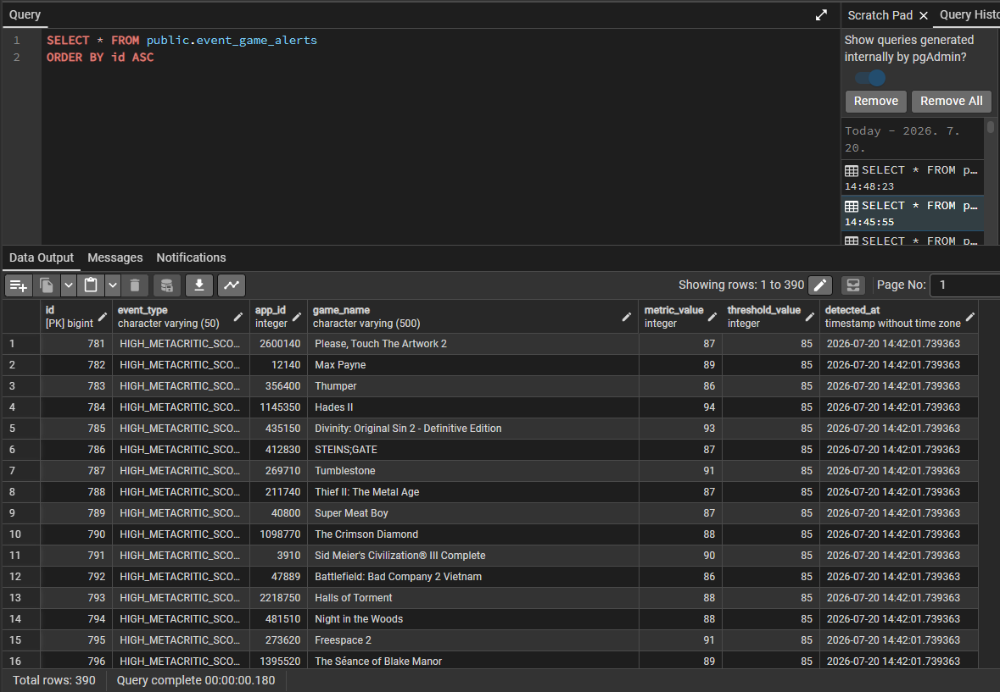 Query
Scratch Pad
Query Histo
1 SELECT * FROM public.event_game_alerts
2 ORDER BY id ASC
Show queries generated
internally by pgAdmin?
Remove Remove All
Today - 2026. 7.
20.
SELECT * FROM p…
14:48:23
SELECT * FROM p…
14:45:55
SELECT * FROM p…
Data Output Messages Notifications
Showing rows: 1 to 390 Page No: 1
id event_type app_id game_name metric_value threshold_value detected_at
[PK] bigint character varying (50) integer character varying (500) integer integer timestamp without time zone
1 781 HIGH_METACRITIC_SCO… 2600140 Please, Touch The Artwork 2 87 85 2026-07-20 14:42:01.739363
2 782 HIGH_METACRITIC_SCO… 12140 Max Payne 89 85 2026-07-20 14:42:01.739363
3 783 HIGH_METACRITIC_SCO… 356400 Thumper 86 85 2026-07-20 14:42:01.739363
4 784 HIGH_METACRITIC_SCO… 1145350 Hades II 94 85 2026-07-20 14:42:01.739363
5 785 HIGH_METACRITIC_SCO… 435150 Divinity: Original Sin 2 - Definitive Edition 93 85 2026-07-20 14:42:01.739363
6 786 HIGH_METACRITIC_SCO… 412830 STEINS;GATE 87 85 2026-07-20 14:42:01.739363
7 787 HIGH_METACRITIC_SCO… 269710 Tumblestone 91 85 2026-07-20 14:42:01.739363
8 788 HIGH_METACRITIC_SCO… 211740 Thief II: The Metal Age 87 85 2026-07-20 14:42:01.739363
9 789 HIGH_METACRITIC_SCO… 40800 Super Meat Boy 87 85 2026-07-20 14:42:01.739363
10 790 HIGH_METACRITIC_SCO… 1098770 The Crimson Diamond 88 85 2026-07-20 14:42:01.739363
11 791 HIGH_METACRITIC_SCO… 3910 Sid Meier's Civilization® III Complete 90 85 2026-07-20 14:42:01.739363
12 792 HIGH_METACRITIC_SCO… 47889 Battlefield: Bad Company 2 Vietnam 86 85 2026-07-20 14:42:01.739363
13 793 HIGH_METACRITIC_SCO… 2218750 Halls of Torment 88 85 2026-07-20 14:42:01.739363
14 794 HIGH_METACRITIC_SCO… 481510 Night in the Woods 88 85 2026-07-20 14:42:01.739363
15 795 HIGH_METACRITIC_SCO… 273620 Freespace 2 91 85 2026-07-20 14:42:01.739363
16 796 HIGH_METACRITIC_SCO… 1395520 The Séance of Blake Manor 89 85 2026-07-20 14:42:01.739363
Total rows: 390 Query complete 00:00:00.180